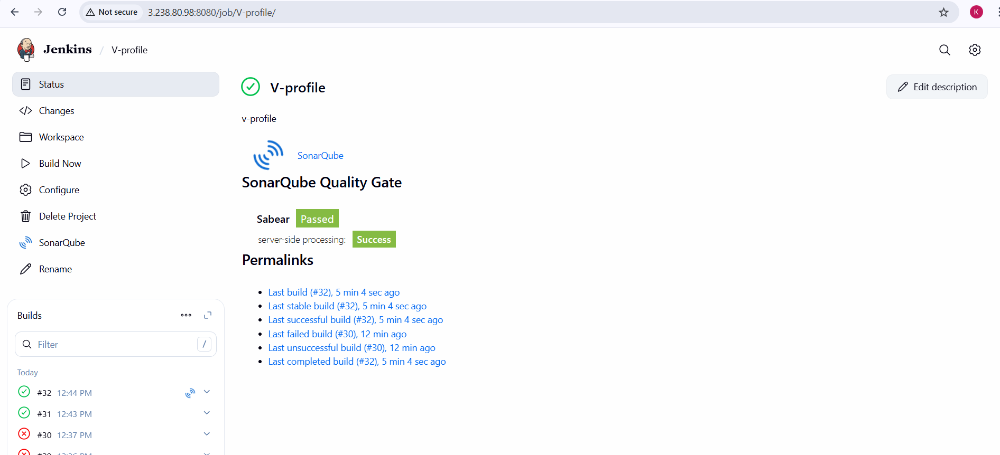 Not secure 3.238.80.98:8080/job/V-profile/
K
Jenkins / V-profile
Status
Changes
Workspace
Build Now
Configure
Delete Project
SonarQube
Rename
Builds
Filter /
Today
#32 12:44 PM
#31 12:43 PM
#30 12:37 PM
V-profile
Edit description
v-profile
SonarQube
SonarQube Quality Gate
Sabear Passed
server-side processing: Success
Permalinks
Last build (#32), 5 min 4 sec ago
Last stable build (#32), 5 min 4 sec ago
Last successful build (#32), 5 min 4 sec ago
Last failed build (#30), 12 min ago
Last unsuccessful build (#30), 12 min ago
Last completed build (#32), 5 min 4 sec ago